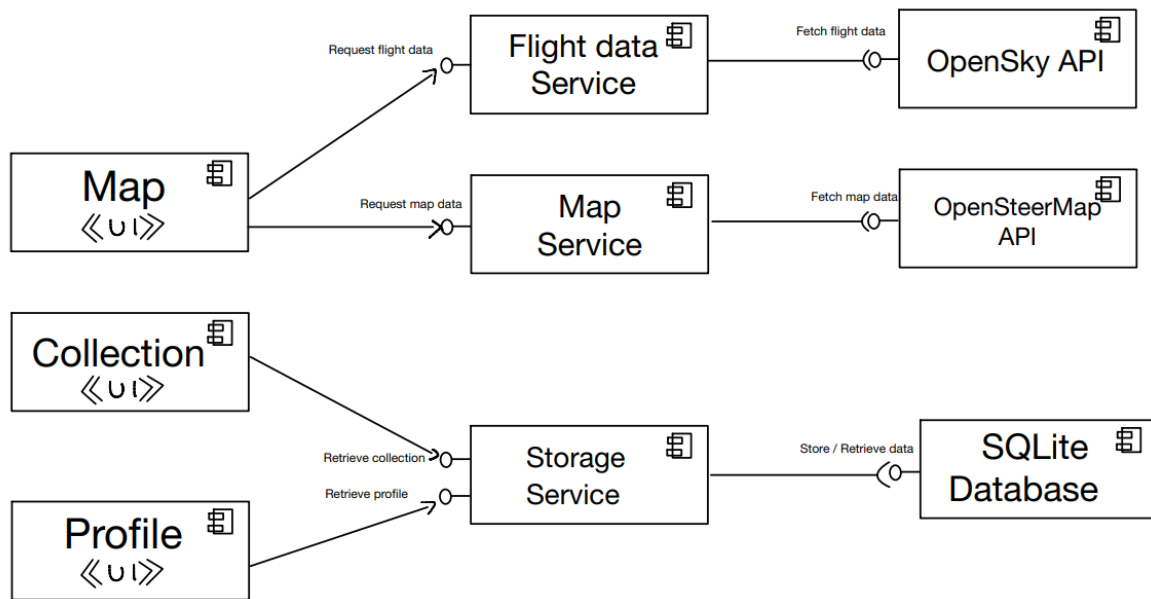 Request flight data
Flight data
Service
Fetch flight data
OpenSky API
Map
<<UI>>
Request map data
Map
Service
Fetch map data
OpenSteerMap
API
Collection
<<UI>>
Retrieve collection
Retrieve profile
Storage
Service
Store / Retrieve data
SQLite
Database
Profile
<<UI>>